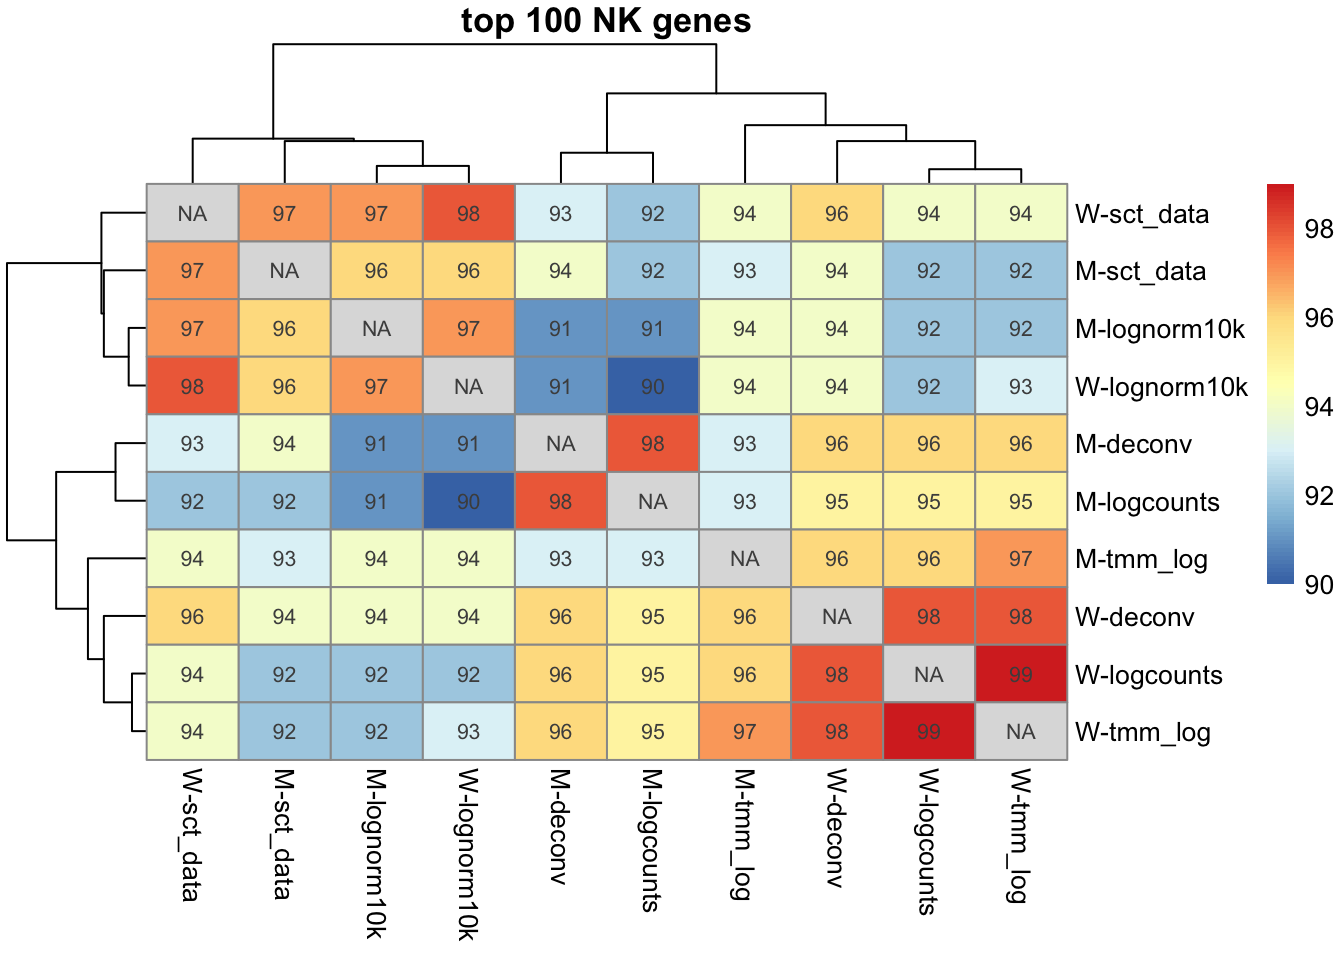 top 100 NK genes
NA 97 97 98 93 92 94 96 94 94 W-sct_data
97 NA 96 96 94 92 93 94 92 92 M-sct_data
97 96 NA 97 91 91 94 94 92 92 M-lognorm10k
98 96 97 NA 91 90 94 94 92 93 W-lognorm10k
93 94 91 91 NA 98 93 96 96 96 M-deconv
92 92 91 90 98 NA 93 95 95 95 M-logcounts
94 93 94 94 93 93 NA 96 96 97 M-tmm_log
96 94 94 94 96 95 96 NA 98 98 W-deconv
94 92 92 92 96 95 96 98 NA 99 W-logcounts
94 92 92 93 96 95 97 98 99 NA W-tmm_log
W-sct_data
M-sct_data
M-lognorm10k
W-lognorm10k
M-deconv
M-logcounts
M-tmm_log
W-deconv
W-logcounts
W-tmm_log
98
96
94
92
90